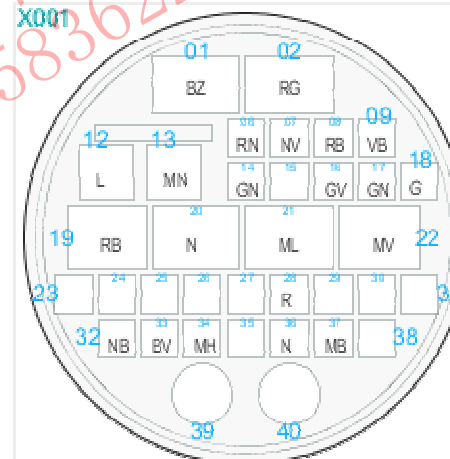 X001
58362
01 02
BZ RG
06 07 08 09
RN NV RB VB
12 13
14 15 16 17 18
L MN GN GV GN G
20 21
19 RB N ML MV 22
23 24 25 26 27 28 29 30 3
R
32 33 34 35 36 37 38
NB BV MH N MB
39 40